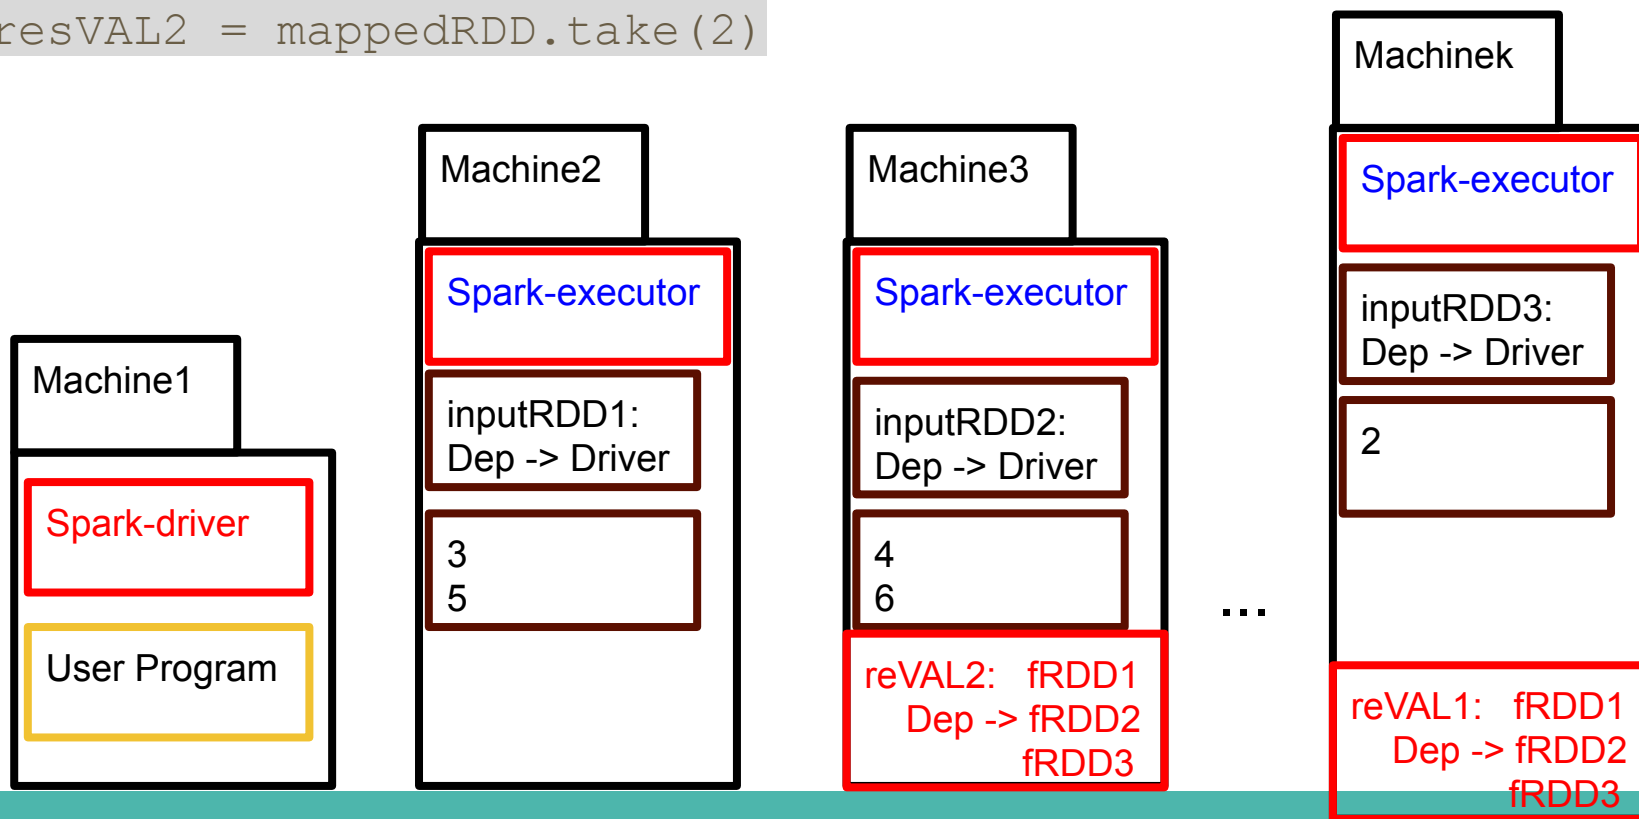 resVAL2 = mappedRDD.take(2)
Machine1
Spark-driver
User Program
Machine2
Spark-executor
inputRDD1:
Dep -> Driver
3
5
Machine3
Spark-executor
inputRDD2:
Dep -> Driver
4
6
reVAL2: fRDD1
Dep -> fRDD2
fRDD3
...
Machinek
Spark-executor
inputRDD3:
Dep -> Driver
2
reVAL1: fRDD1
Dep -> fRDD2
fRDD3